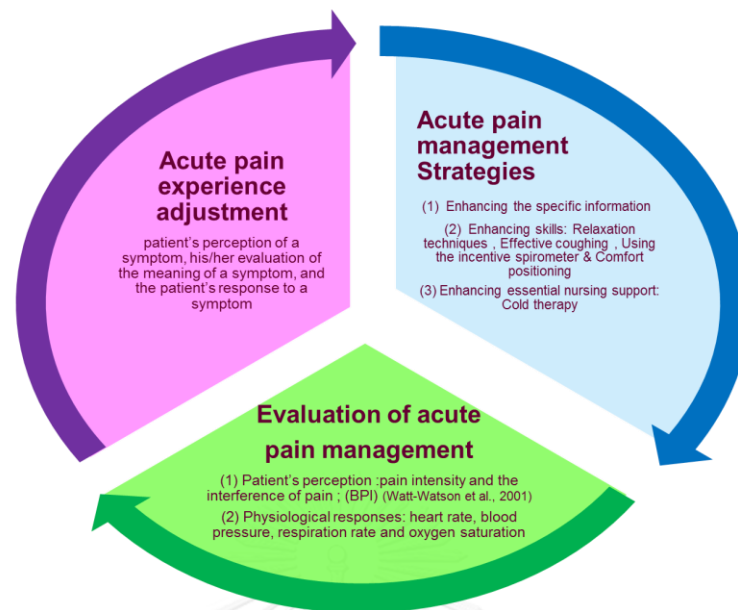 Acute pain
experience
adjustment
patient's perception of a
symptom, his/her evaluation of
the meaning of a symptom, and
the patient's response to a
symptom
Acute pain
management
Strategies
(1) Enhancing the specific information
(2) Enhancing skills: Relaxation
techniques , Effective coughing , Using
the incentive spirometer & Comfort
positioning
(3) Enhancing essential nursing support:
Cold therapy
Evaluation of acute
pain management
(1) Patient's perception :pain intensity and the
interference of pain ; (BPI) (Watt-Watson et al., 2001)
(2) Physiological responses: heart rate, blood
pressure, respiration rate and oxygen saturation